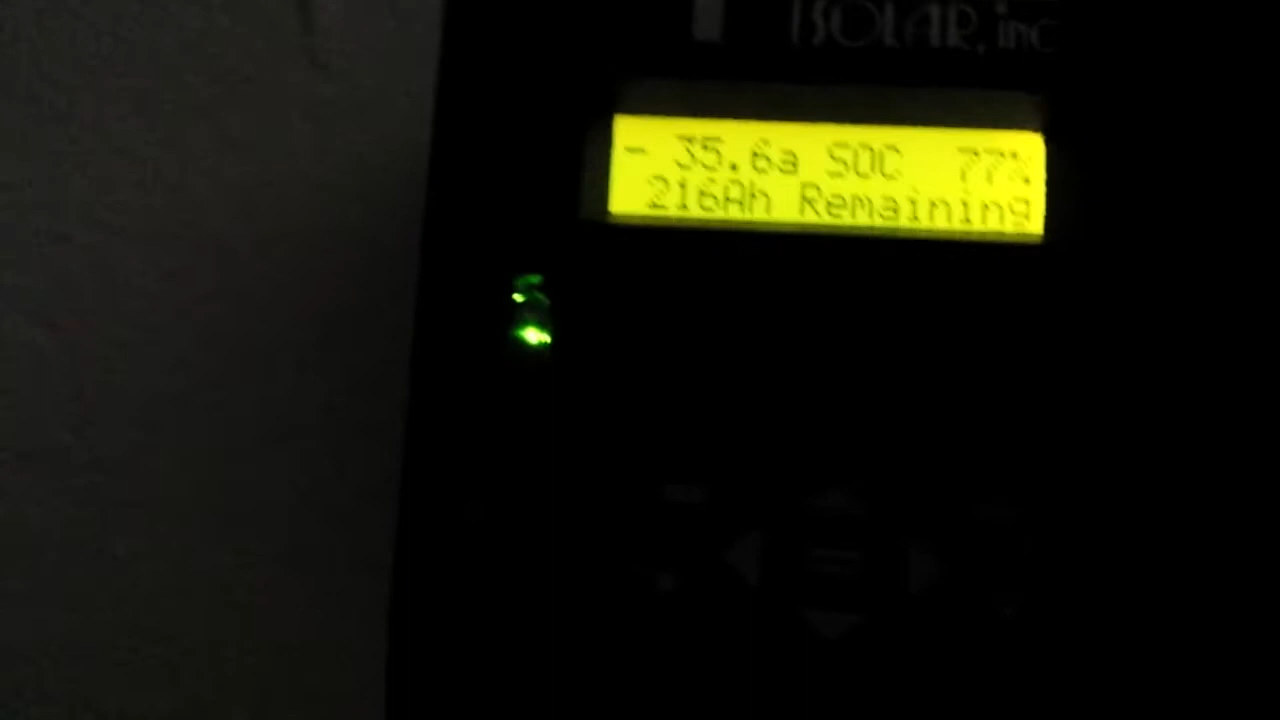 SOLAR, inc
- 35.6a SOC 77%
216Ah Remaining